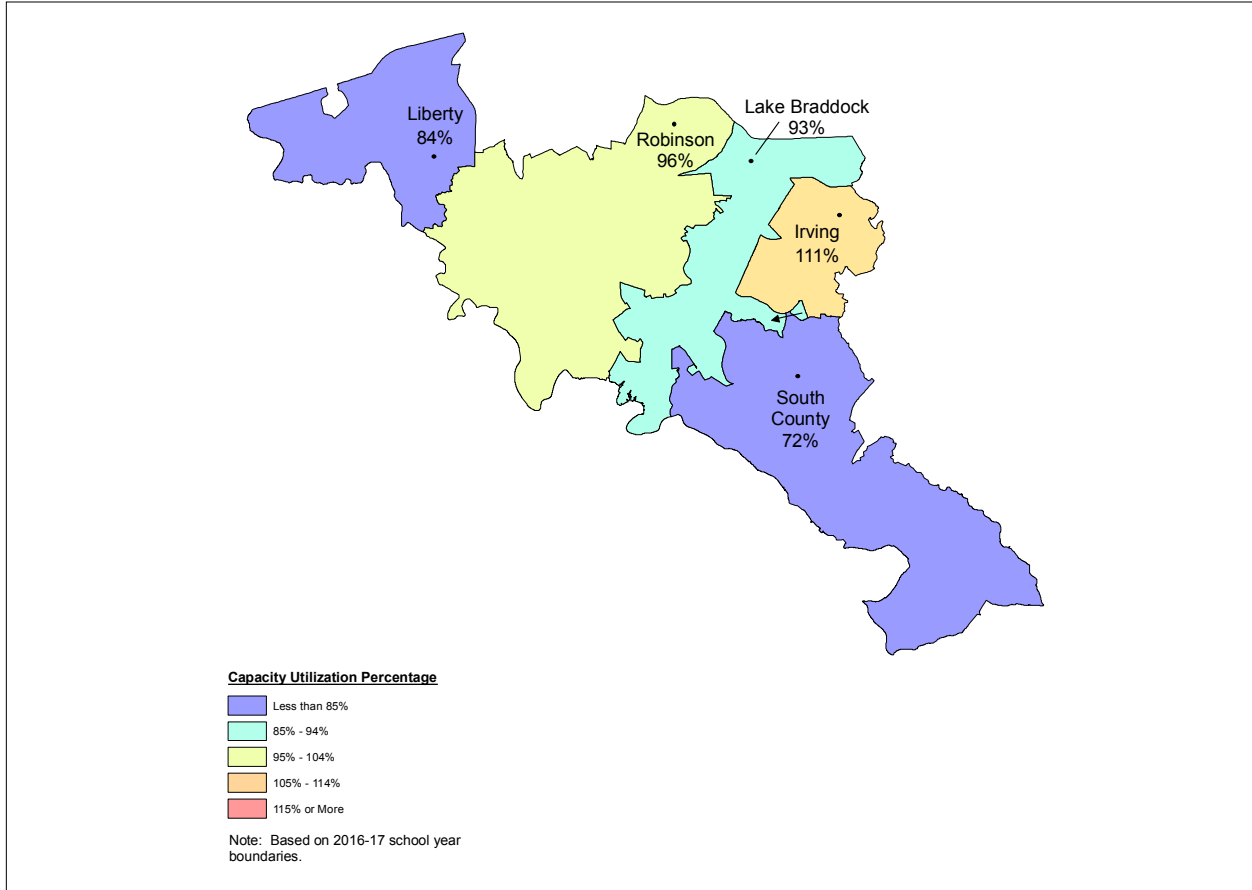 Liberty
84%
Robinson
96%
Lake Braddock
93%
Irving
111%
South
County
72%
Capacity Utilization Percentage
Less than 85%
85% - 94%
95% - 104%
105% - 114%
115% or More
Note:  Based on 2016-17 school year
boundaries.